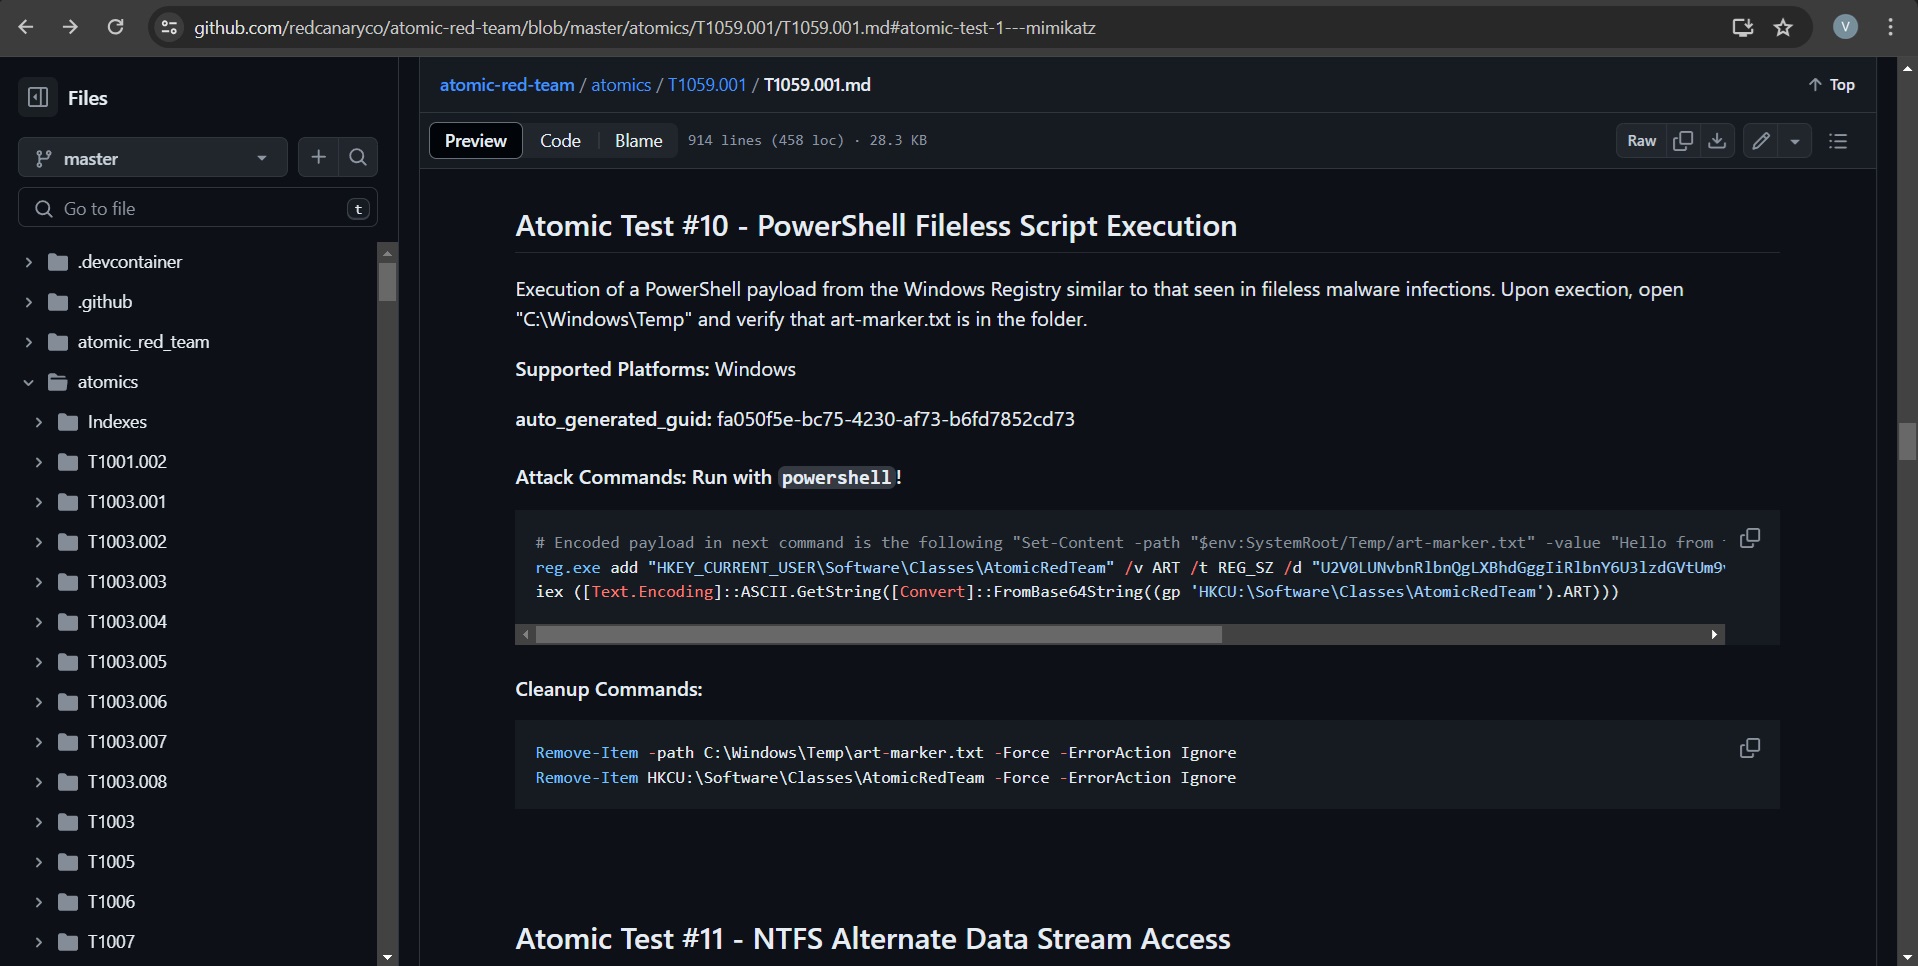 github.com/redcanaryco/atomic-red-team/blob/master/atomics/T1059.001/T1059.001.md#atomic-test-1---mimikatz
V
Files
master
Go to file
t
.devcontainer
.github
atomic_red_team
atomics
Indexes
T1001.002
T1003.001
T1003.002
T1003.003
T1003.004
T1003.005
T1003.006
T1003.007
T1003.008
T1003
T1005
T1006
T1007
atomic-red-team / atomics / T1059.001 / T1059.001.md
Top
Preview Code Blame 914 lines (458 loc) · 28.3 KB
Raw
Atomic Test #10 - PowerShell Fileless Script Execution
Execution of a PowerShell payload from the Windows Registry similar to that seen in fileless malware infections. Upon exection, open
"C:\Windows\Temp" and verify that art-marker.txt is in the folder.
Supported Platforms: Windows
auto_generated_guid: fa050f5e-bc75-4230-af73-b6fd7852cd73
Attack Commands: Run with powershell!
# Encoded payload in next command is the following "Set-Content -path "$env:SystemRoot/Temp/art-marker.txt" -value "Hello from
reg.exe add "HKEY_CURRENT_USER\Software\Classes\AtomicRedTeam" /v ART /t REG_SZ /d "U2V0LUNvbnRlbnQgLXBhdGggIiRlbnY6U3lzdGVtUm9v
iex ([Text.Encoding]::ASCII.GetString([Convert]::FromBase64String((gp 'HKCU:\Software\Classes\AtomicRedTeam').ART)))
Cleanup Commands:
Remove-Item -path C:\Windows\Temp\art-marker.txt -Force -ErrorAction Ignore
Remove-Item HKCU:\Software\Classes\AtomicRedTeam -Force -ErrorAction Ignore
Atomic Test #11 - NTFS Alternate Data Stream Access